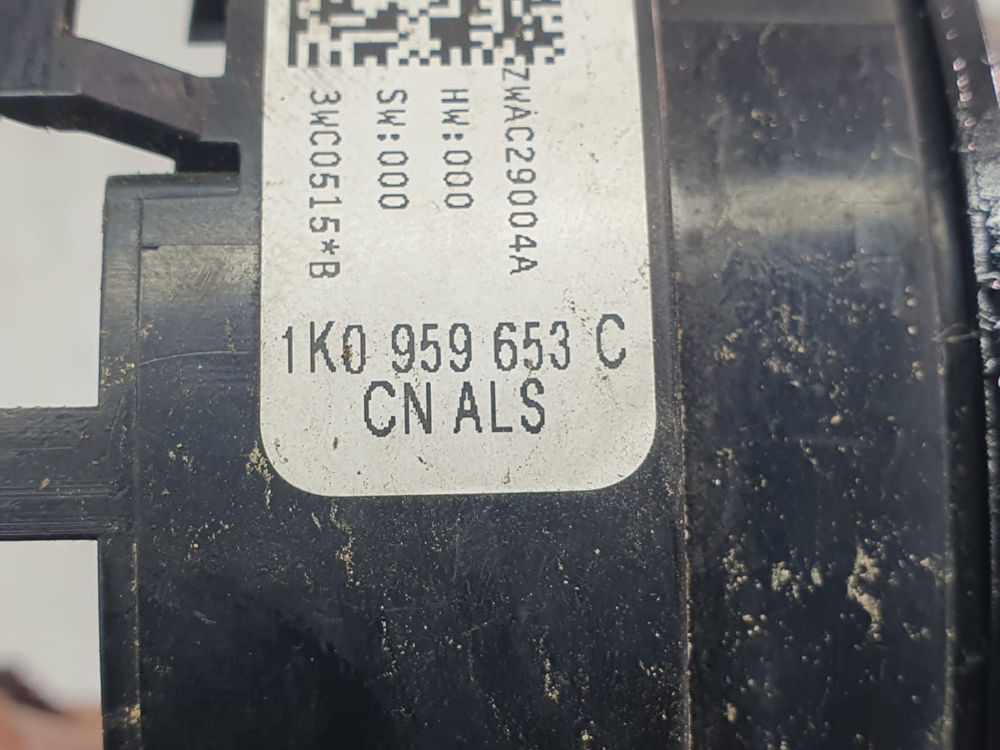 ZWAC29004A
HW:000
SW:000
3WC0515*B
1K0 959 653 C
CN ALS